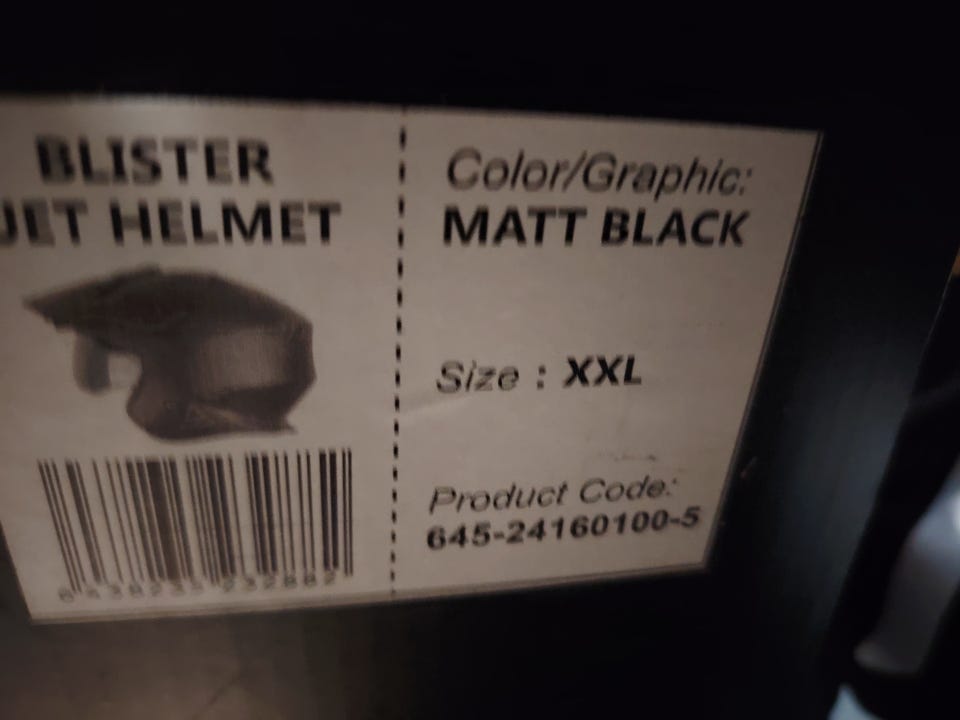 BLISTER
JET HELMET
Color/Graphic:
MATT BLACK
Size : XXL
Product Code:
645-24160100-5